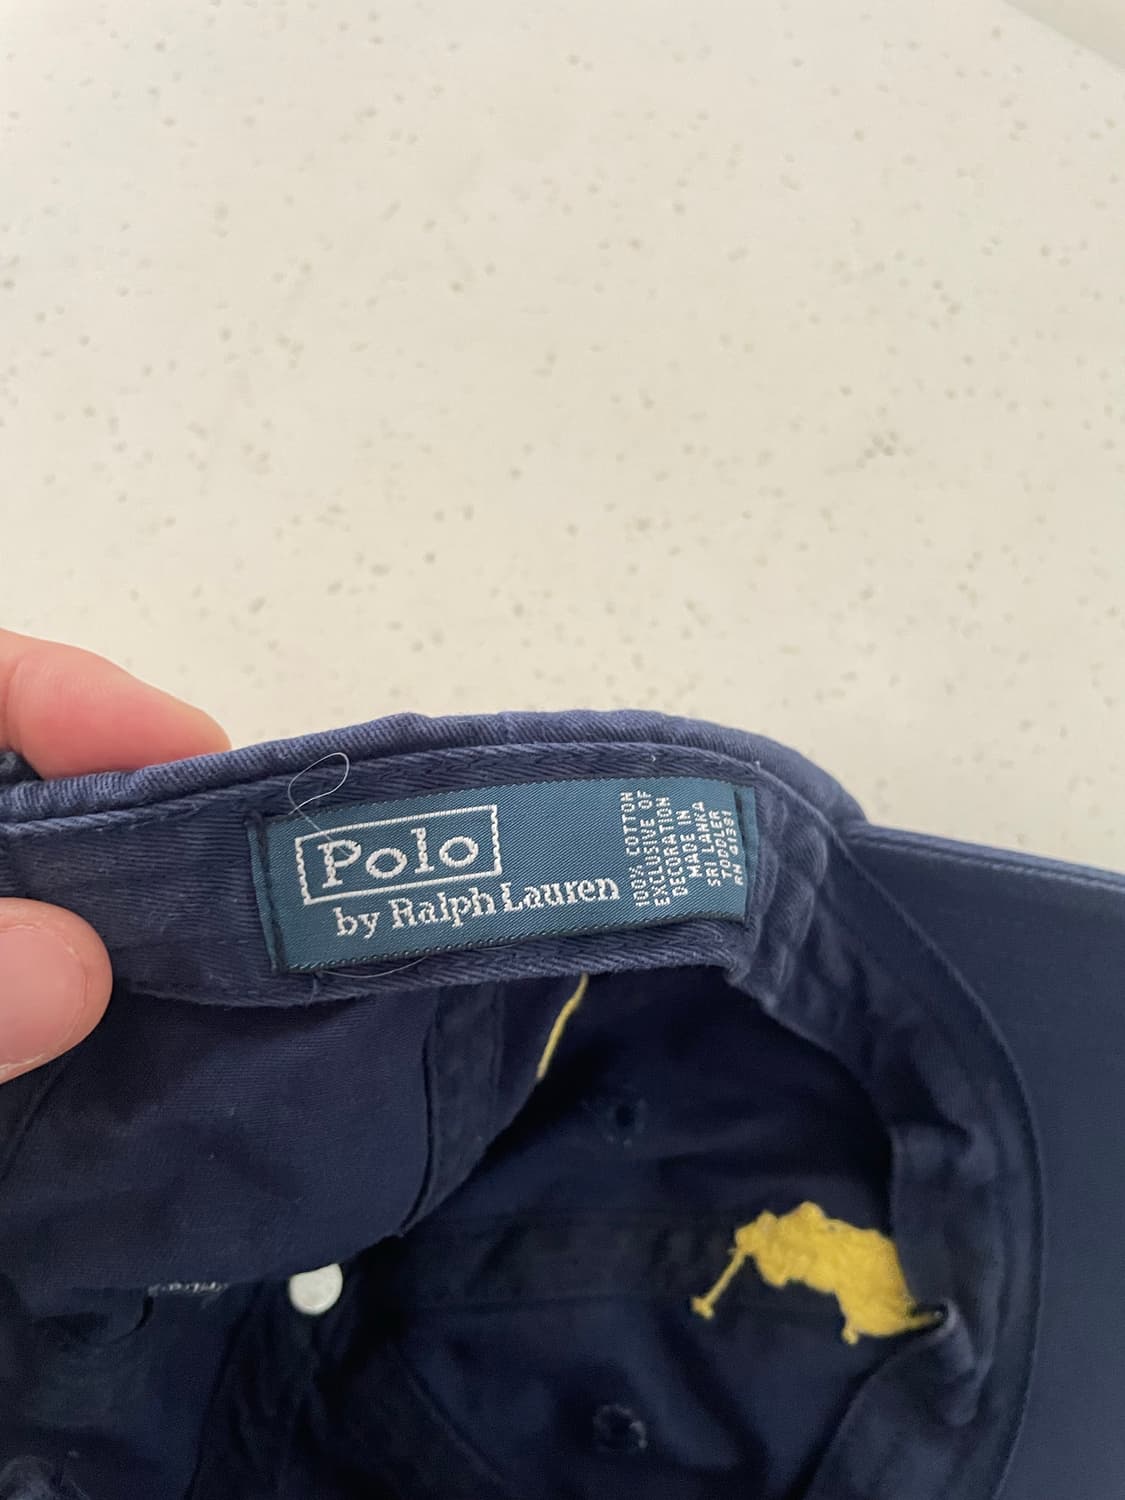 Polo
by Ralph Lauren
100% COTTON
EXCLUSIVE OF
DECORATION
MADE IN
SRI LANKA
TODDLER
RN 41381